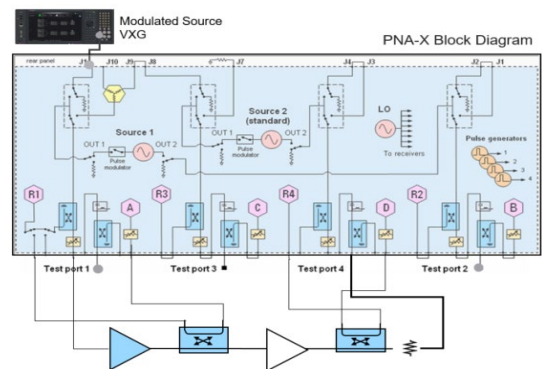 Modulated Source
VXG
PNA-X Block Diagram
rear panel
J11 J10 J9 J8 J7 J4 J3 J2 J1
Source 1
OUT 1
OUT 2
Pulse
modulator
Source 2
(standard)
OUT 1
OUT 2
Pulse
modulator
LO
To receivers
Pulse generators
1
2
3
4
R1 A R3 C R4 D R2 B
Test port 1 Test port 3 Test port 4 Test port 2